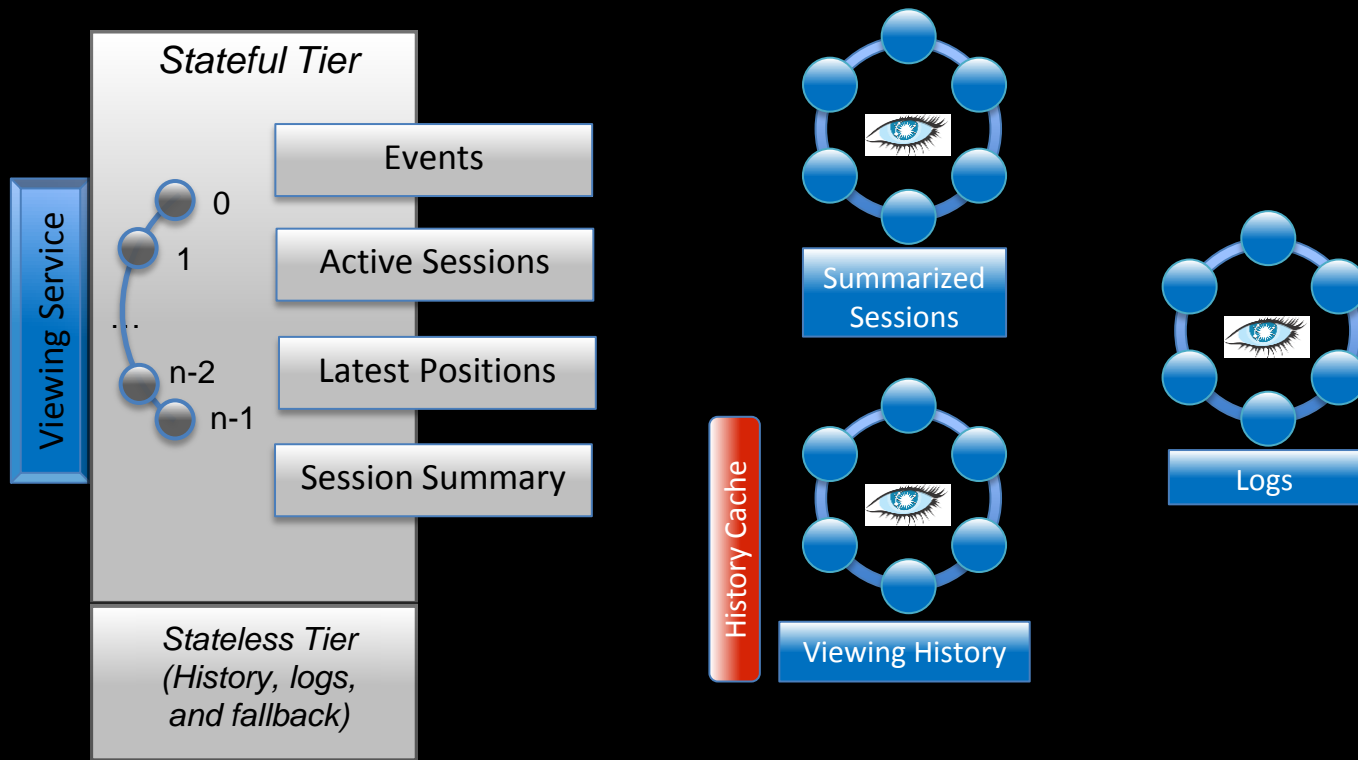 Stateful Tier
Viewing Service
0
1
...
n-2
n-1
Events
Active Sessions
Latest Positions
Session Summary
Stateless Tier
(History, logs,
and fallback)
Summarized
Sessions
History Cache
Viewing History
Logs